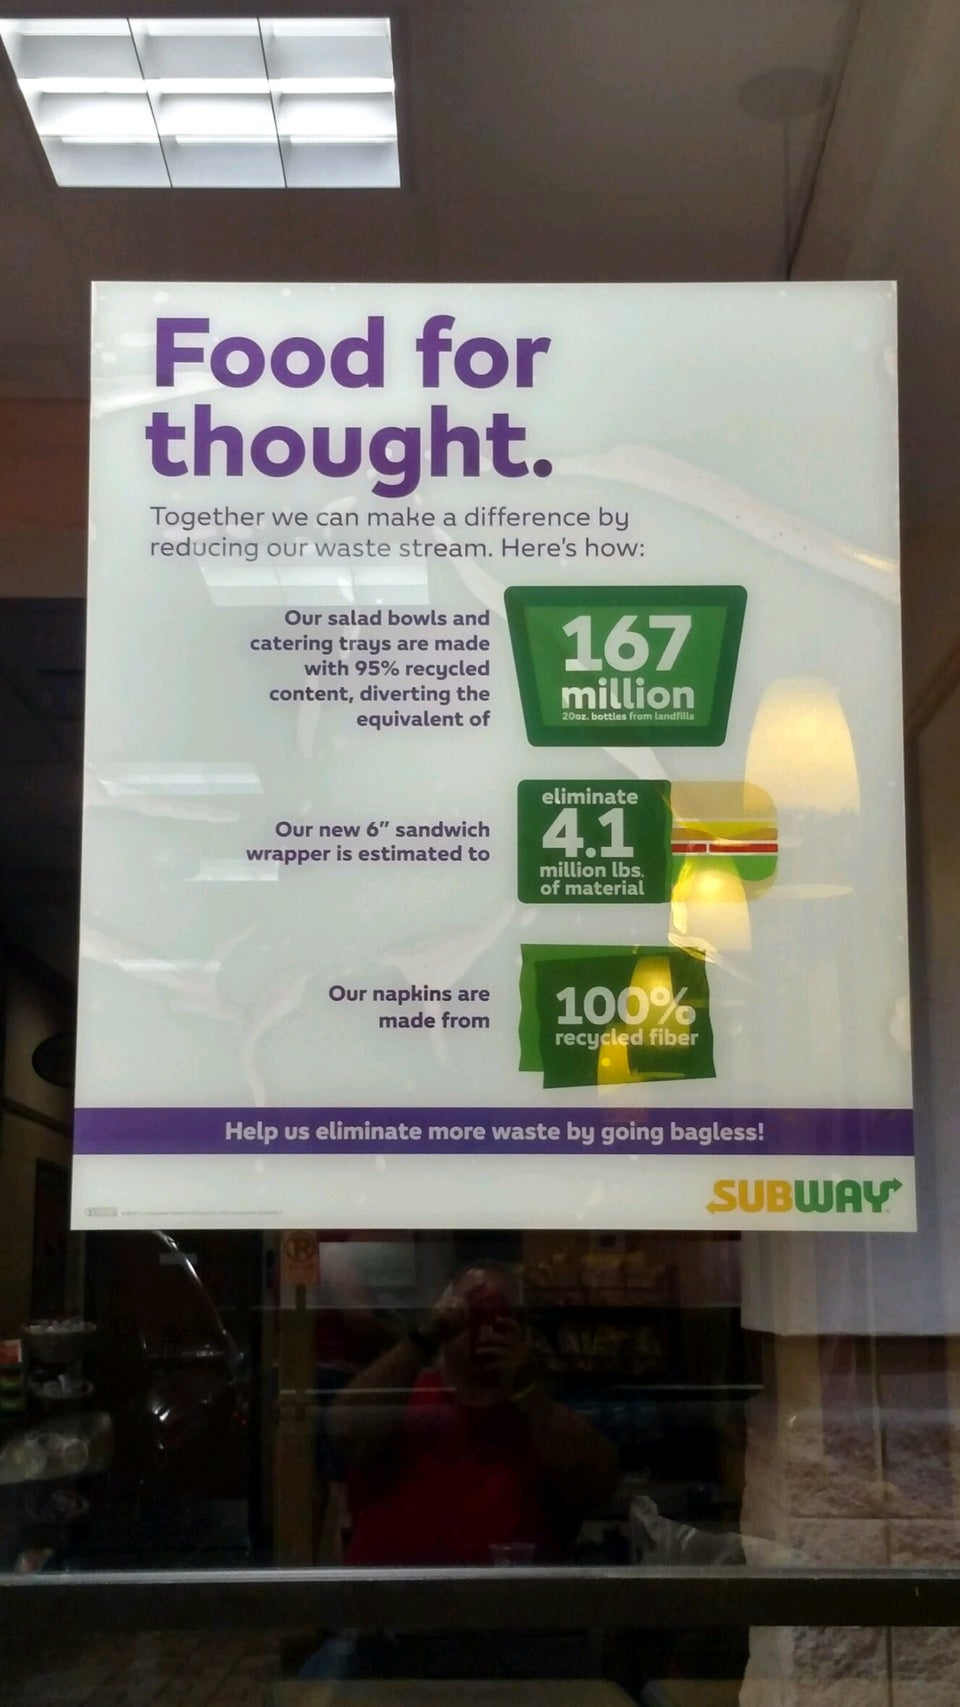 Food for
thought.
Together we can make a difference by
reducing our waste stream. Here's how:
Our salad bowls and
catering trays are made
with 95% recycled
content, diverting the
equivalent of
167
million
20oz. bottles from landfills
Our new 6" sandwich
wrapper is estimated to
eliminate
4.1
million lbs.
of material
Our napkins are
made from
100%
recycled fiber
Help us eliminate more waste by going bagless!
SUBWAY